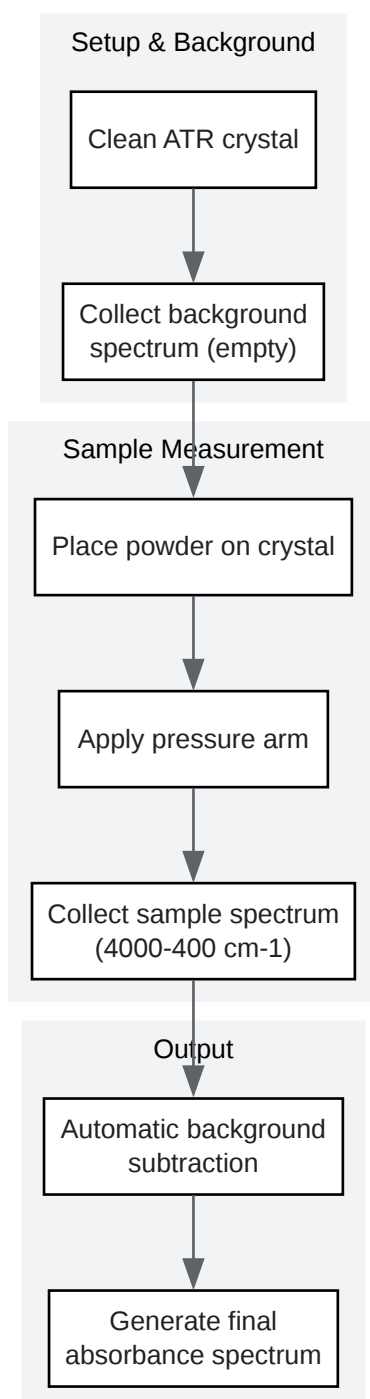 Setup & Background
Clean ATR crystal
Collect background
spectrum (empty)
Sample Measurement
Place powder on crystal
Apply pressure arm
Collect sample spectrum
(4000-400 cm-1)
Output
Automatic background
subtraction
Generate final
absorbance spectrum